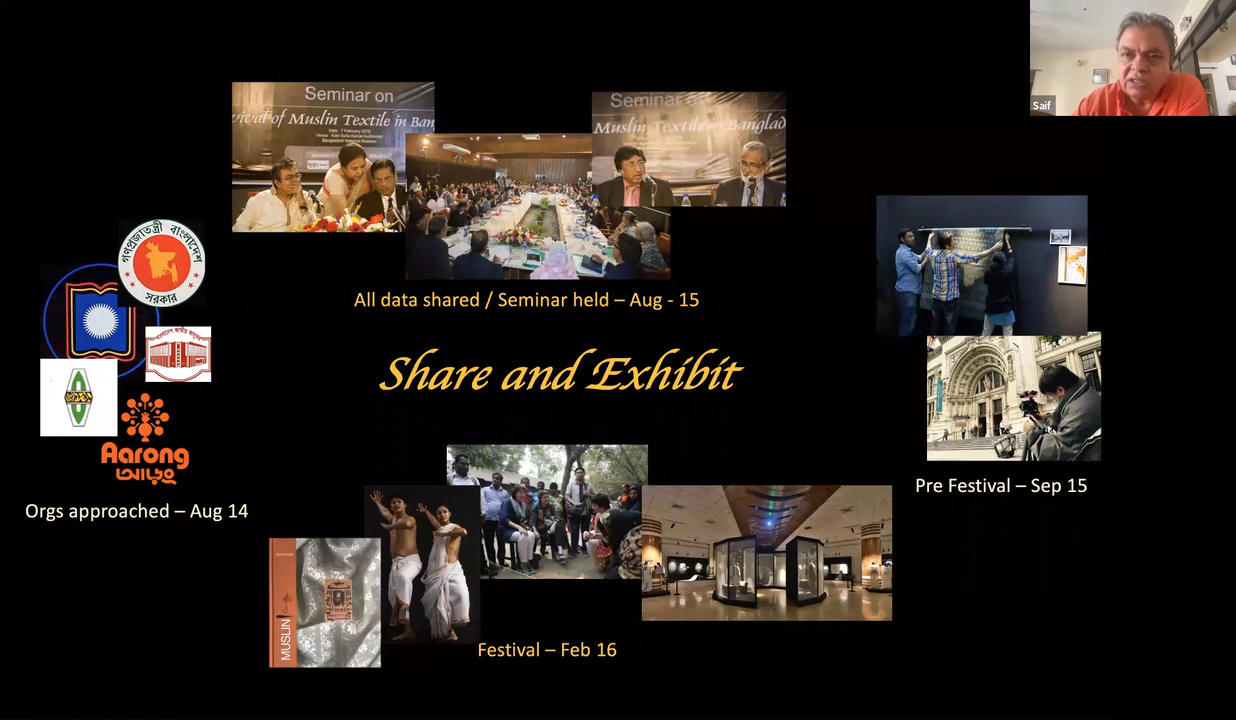 Saif
Seminar on
vival of Muslin Textile in Ban
Seminar on
Muslin Textile in Banglad
গণপ্রজাতন্ত্রী বাংলাদেশ
সরকার
All data shared / Seminar held – Aug - 15
Share and Exhibit
Aarong
আড়ং
Pre Festival – Sep 15
Orgs approached – Aug 14
MUSLIN
Festival – Feb 16